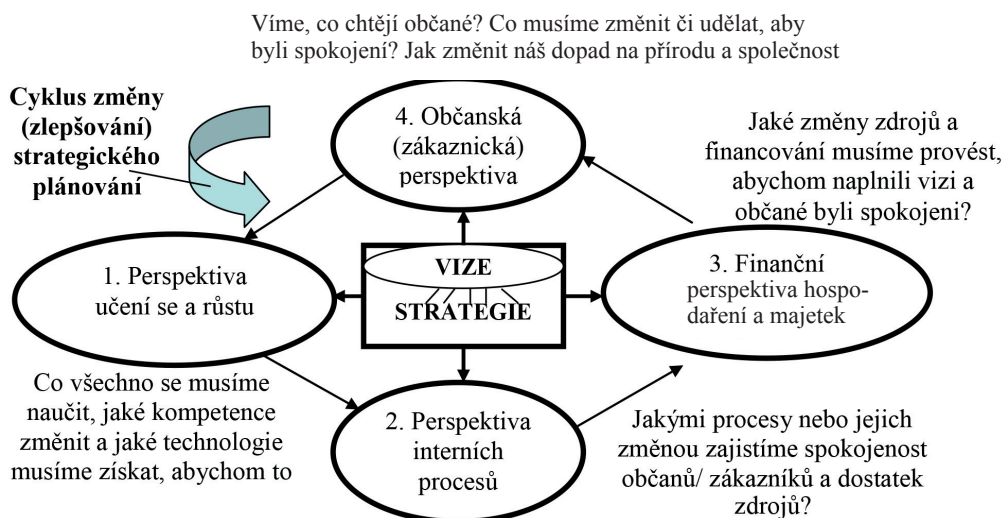 Víme, co chtějí občané? Co musíme změnit či udělat, aby
byli spokojení? Jak změnit náš dopad na přírodu a společnost
Cyklus změny
(zlepšování)
strategického
plánování
4. Občanská
(zákaznická)
perspektiva
Jaké změny zdrojů a
financování musíme provést,
abychom naplnili vizi a
občané byli spokojeni?
1. Perspektiva
učení se a růstu
VIZE
STRATEGIE
3. Finanční
perspektiva hospo-
daření a majetek
Co všechno se musíme
naučit, jaké kompetence
změnit a jaké technologie
musíme získat, abychom to
2. Perspektiva
interních
procesů
Jakými procesy nebo jejich
změnou zajistíme spokojenost
občanů/ zákazníků a dostatek
zdrojů?